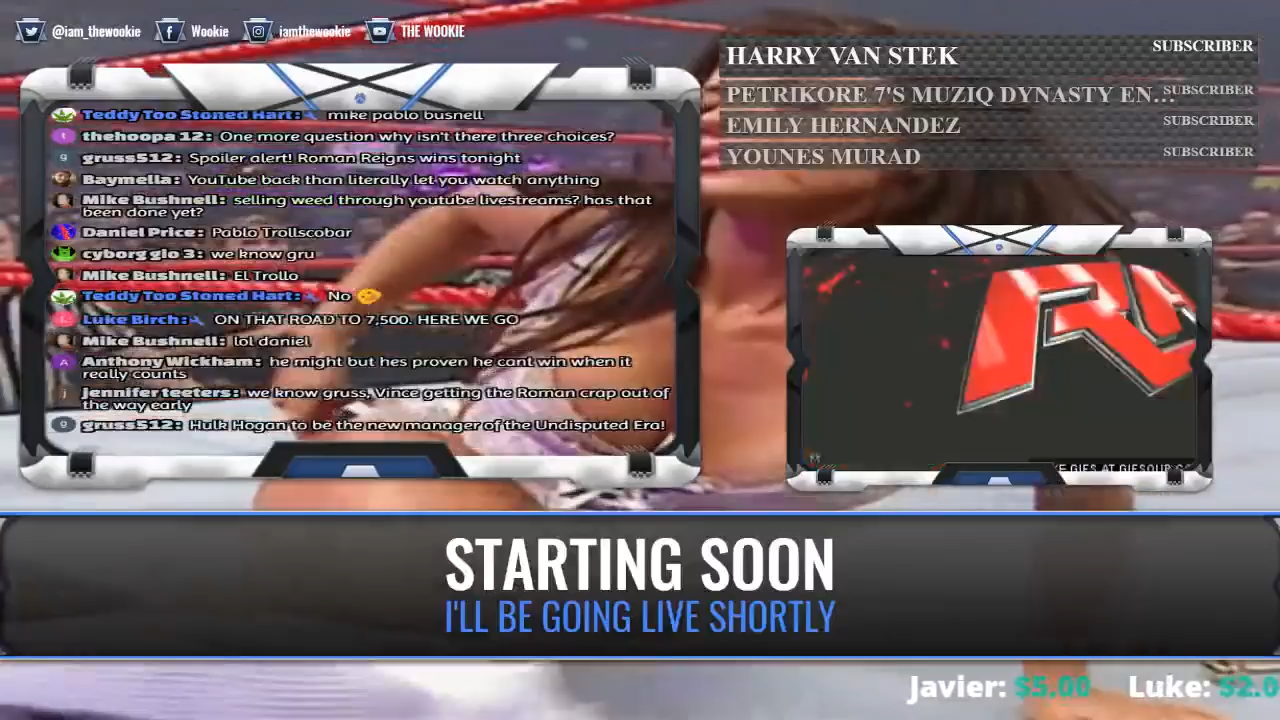 @iam_thewookie Wookie iamthewookie THE WOOKIE
HARRY VAN STEK SUBSCRIBER
PETRIKORE 7'S MUZIQ DYNASTY EN... SUBSCRIBER
EMILY HERNANDEZ SUBSCRIBER
YOUNES MURAD SUBSCRIBER
Teddy Too Stoned Hart: mike pablo busnell
thehoopa 12: One more question why isn't there three choices?
gruss512: Spoiler alert! Roman Reigns wins tonight
Baymella: YouTube back than literally let you watch anything
Mike Bushnell: selling weed through youtube livestreams? has that
been done yet?
Daniel Price: Pablo Trollscobar
cyborg glo 3: we know gru
Mike Bushnell: El Trollo
Teddy Too Stoned Hart: No
Luke Birch: ON THAT ROAD TO 7,500. HERE WE GO
Mike Bushnell: lol daniel
Anthony Wickham: he might but hes proven he cant win when it
really counts
jennifer teeters: we know gruss, Vince getting the Roman crap out of
the way early
gruss512: Hulk Hogan to be the new manager of the Undisputed Era!
RA
STARTING SOON
I'LL BE GOING LIVE SHORTLY
Javier: $5.00 Luke: $2.0